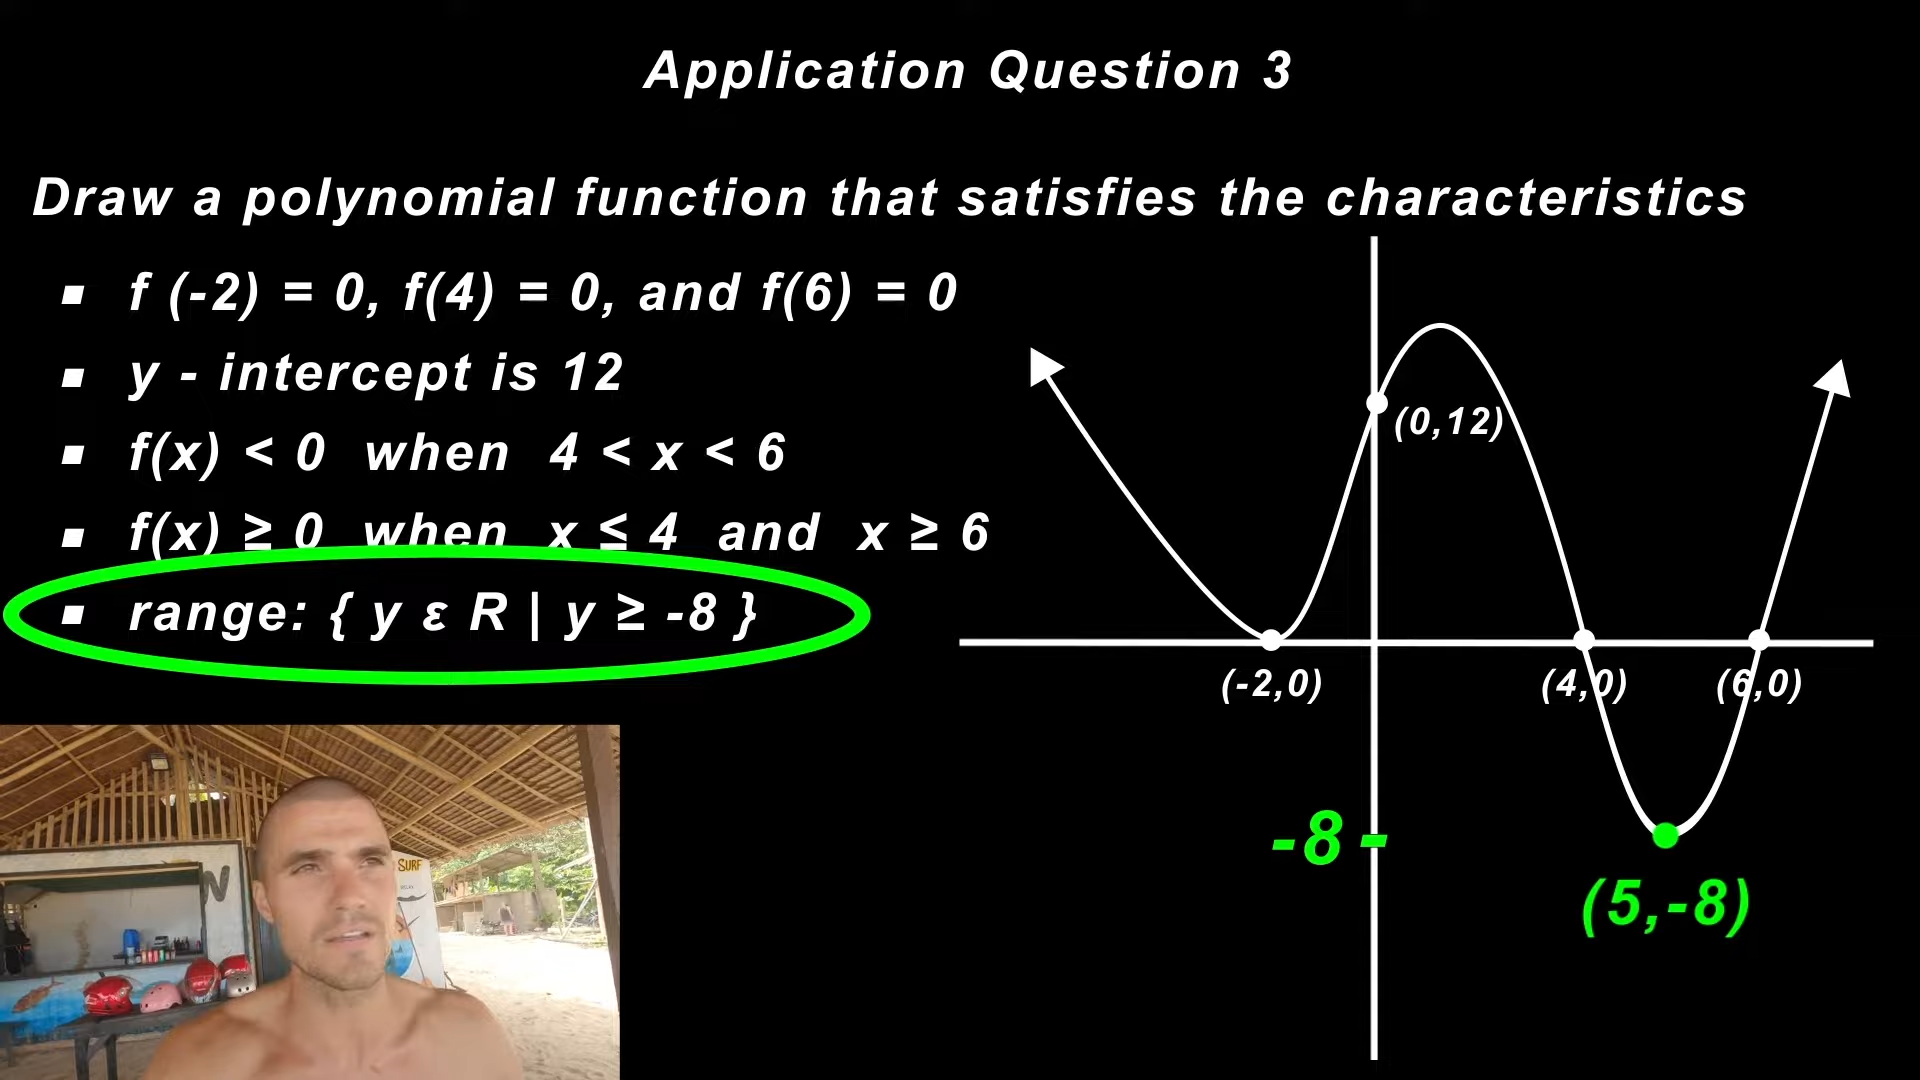 Application Question 3
Draw a polynomial function that satisfies the characteristics
▪ f (-2) = 0, f(4) = 0, and f(6) = 0
▪ y - intercept is 12
▪ f(x) < 0 when 4 < x < 6
▪ f(x) ≥ 0 when x ≤ 4 and x ≥ 6
▪ range: { y ε R | y ≥ -8 }
(0,12)
(-2,0)
(4,0)
(6,0)
-8
(5,-8)
SURF